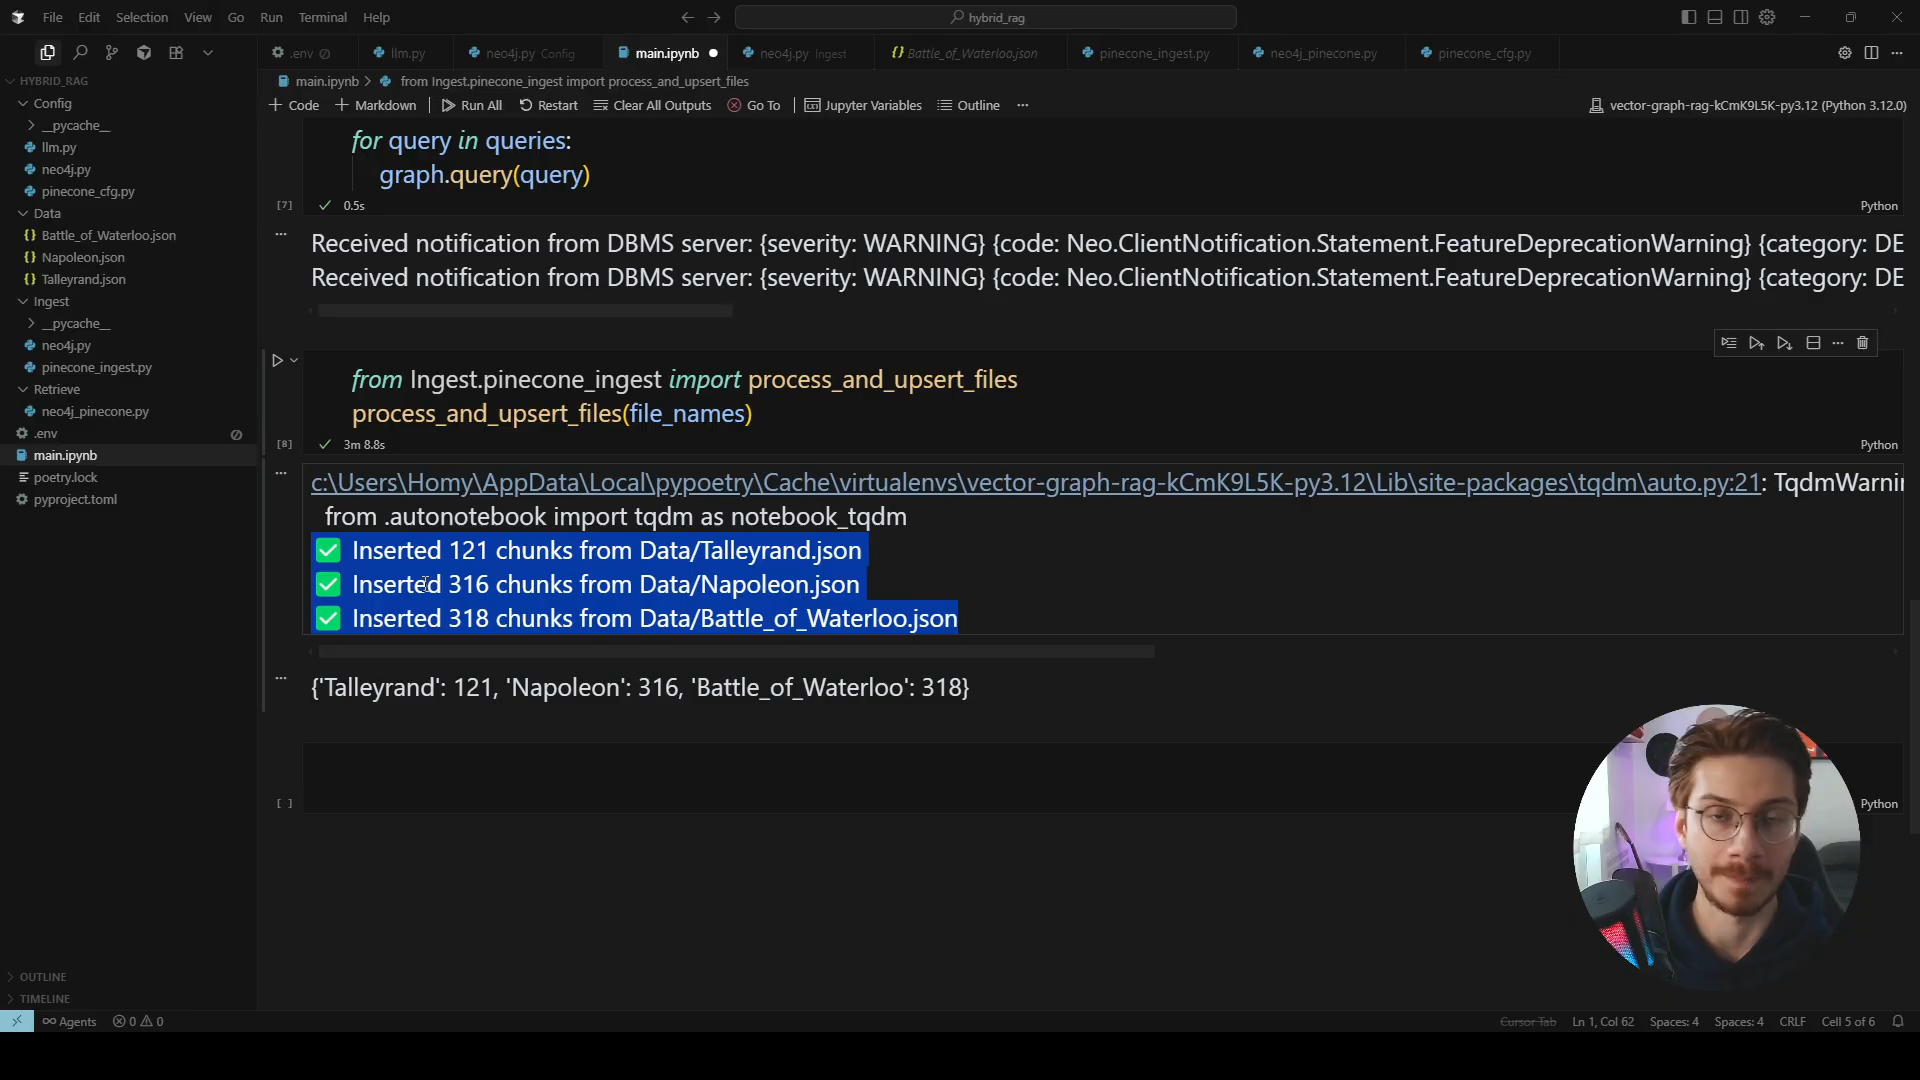 File Edit Selection View Go Run Terminal Help
hybrid_rag
.env
llm.py
neo4j.py Config
main.ipynb
neo4j.py Ingest
Battle_of_Waterloo.json
pinecone_ingest.py
neo4j_pinecone.py
pinecone_cfg.py
HYBRID_RAG
Config
__pycache__
llm.py
neo4j.py
pinecone_cfg.py
Data
Battle_of_Waterloo.json
Napoleon.json
Talleyrand.json
Ingest
__pycache__
neo4j.py
pinecone_ingest.py
Retrieve
neo4j_pinecone.py
.env
main.ipynb
poetry.lock
pyproject.toml
OUTLINE
TIMELINE
main.ipynb > from Ingest.pinecone_ingest import process_and_upsert_files
+ Code + Markdown Run All Restart Clear All Outputs Go To Jupyter Variables Outline ...
vector-graph-rag-kCmK9L5K-py3.12 (Python 3.12.0)
for query in queries:
graph.query(query)
[7] 0.5s Python
Received notification from DBMS server: {severity: WARNING} {code: Neo.ClientNotification.Statement.FeatureDeprecationWarning} {category: DE
Received notification from DBMS server: {severity: WARNING} {code: Neo.ClientNotification.Statement.FeatureDeprecationWarning} {category: DE
from Ingest.pinecone_ingest import process_and_upsert_files
process_and_upsert_files(file_names)
[8] 3m 8.8s Python
c:\Users\Homy\AppData\Local\pypoetry\Cache\virtualenvs\vector-graph-rag-kCmK9L5K-py3.12\Lib\site-packages\tqdm\auto.py:21: TqdmWarnin
from .autonotebook import tqdm as notebook_tqdm
✅ Inserted 121 chunks from Data/Talleyrand.json
✅ Inserted 316 chunks from Data/Napoleon.json
✅ Inserted 318 chunks from Data/Battle_of_Waterloo.json
{'Talleyrand': 121, 'Napoleon': 316, 'Battle_of_Waterloo': 318}
[ ] Python
Agents 0 0
Cursor Tab Ln 1, Col 62 Spaces: 4 Spaces: 4 CRLF Cell 5 of 6